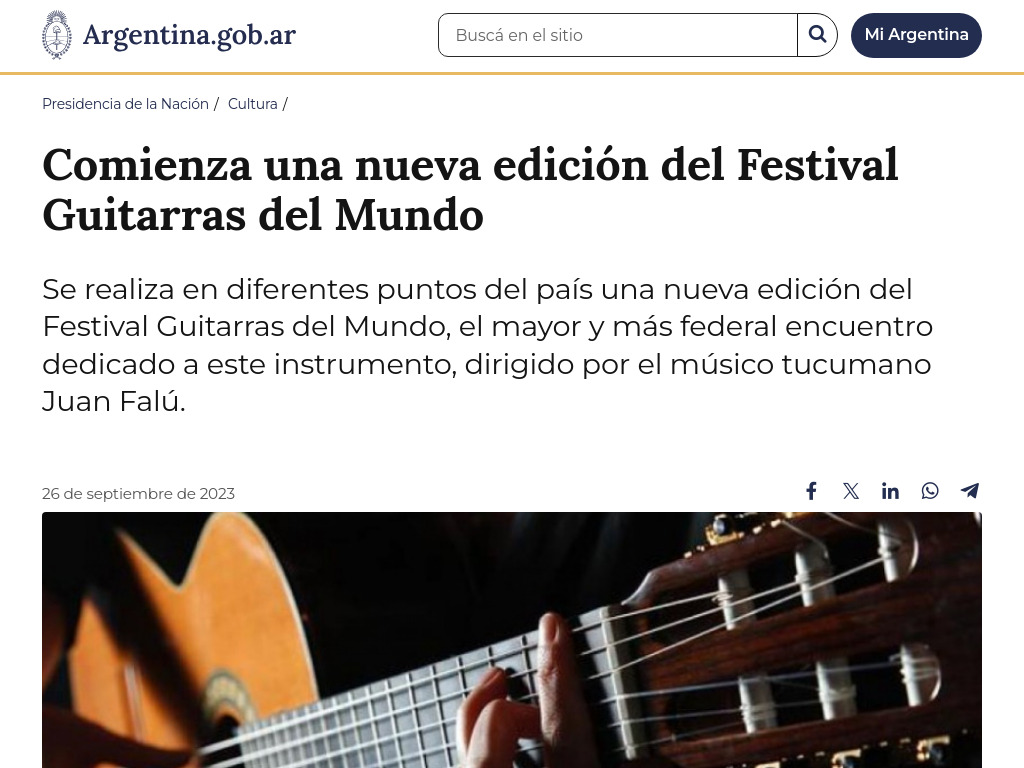 Argentina.gob.ar
Buscá en el sitio
Mi Argentina
Presidencia de la Nación / Cultura /
Comienza una nueva edición del Festival
Guitarras del Mundo
Se realiza en diferentes puntos del país una nueva edición del
Festival Guitarras del Mundo, el mayor y más federal encuentro
dedicado a este instrumento, dirigido por el músico tucumano
Juan Falú.
26 de septiembre de 2023